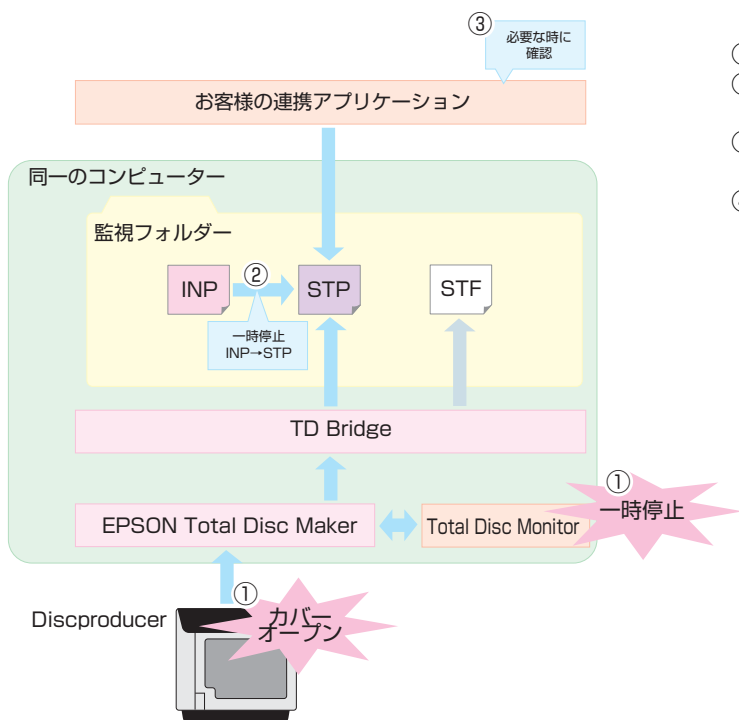 ③
必要な時に
確認
お客様の連携アプリケーション
同一のコンピューター
監視フォルダー
INP
②
STP
STF
一時停止
INP→STP
TD Bridge
①
一時停止
EPSON Total Disc Maker
Total Disc Monitor
①
Discproducer
カバー
オープン